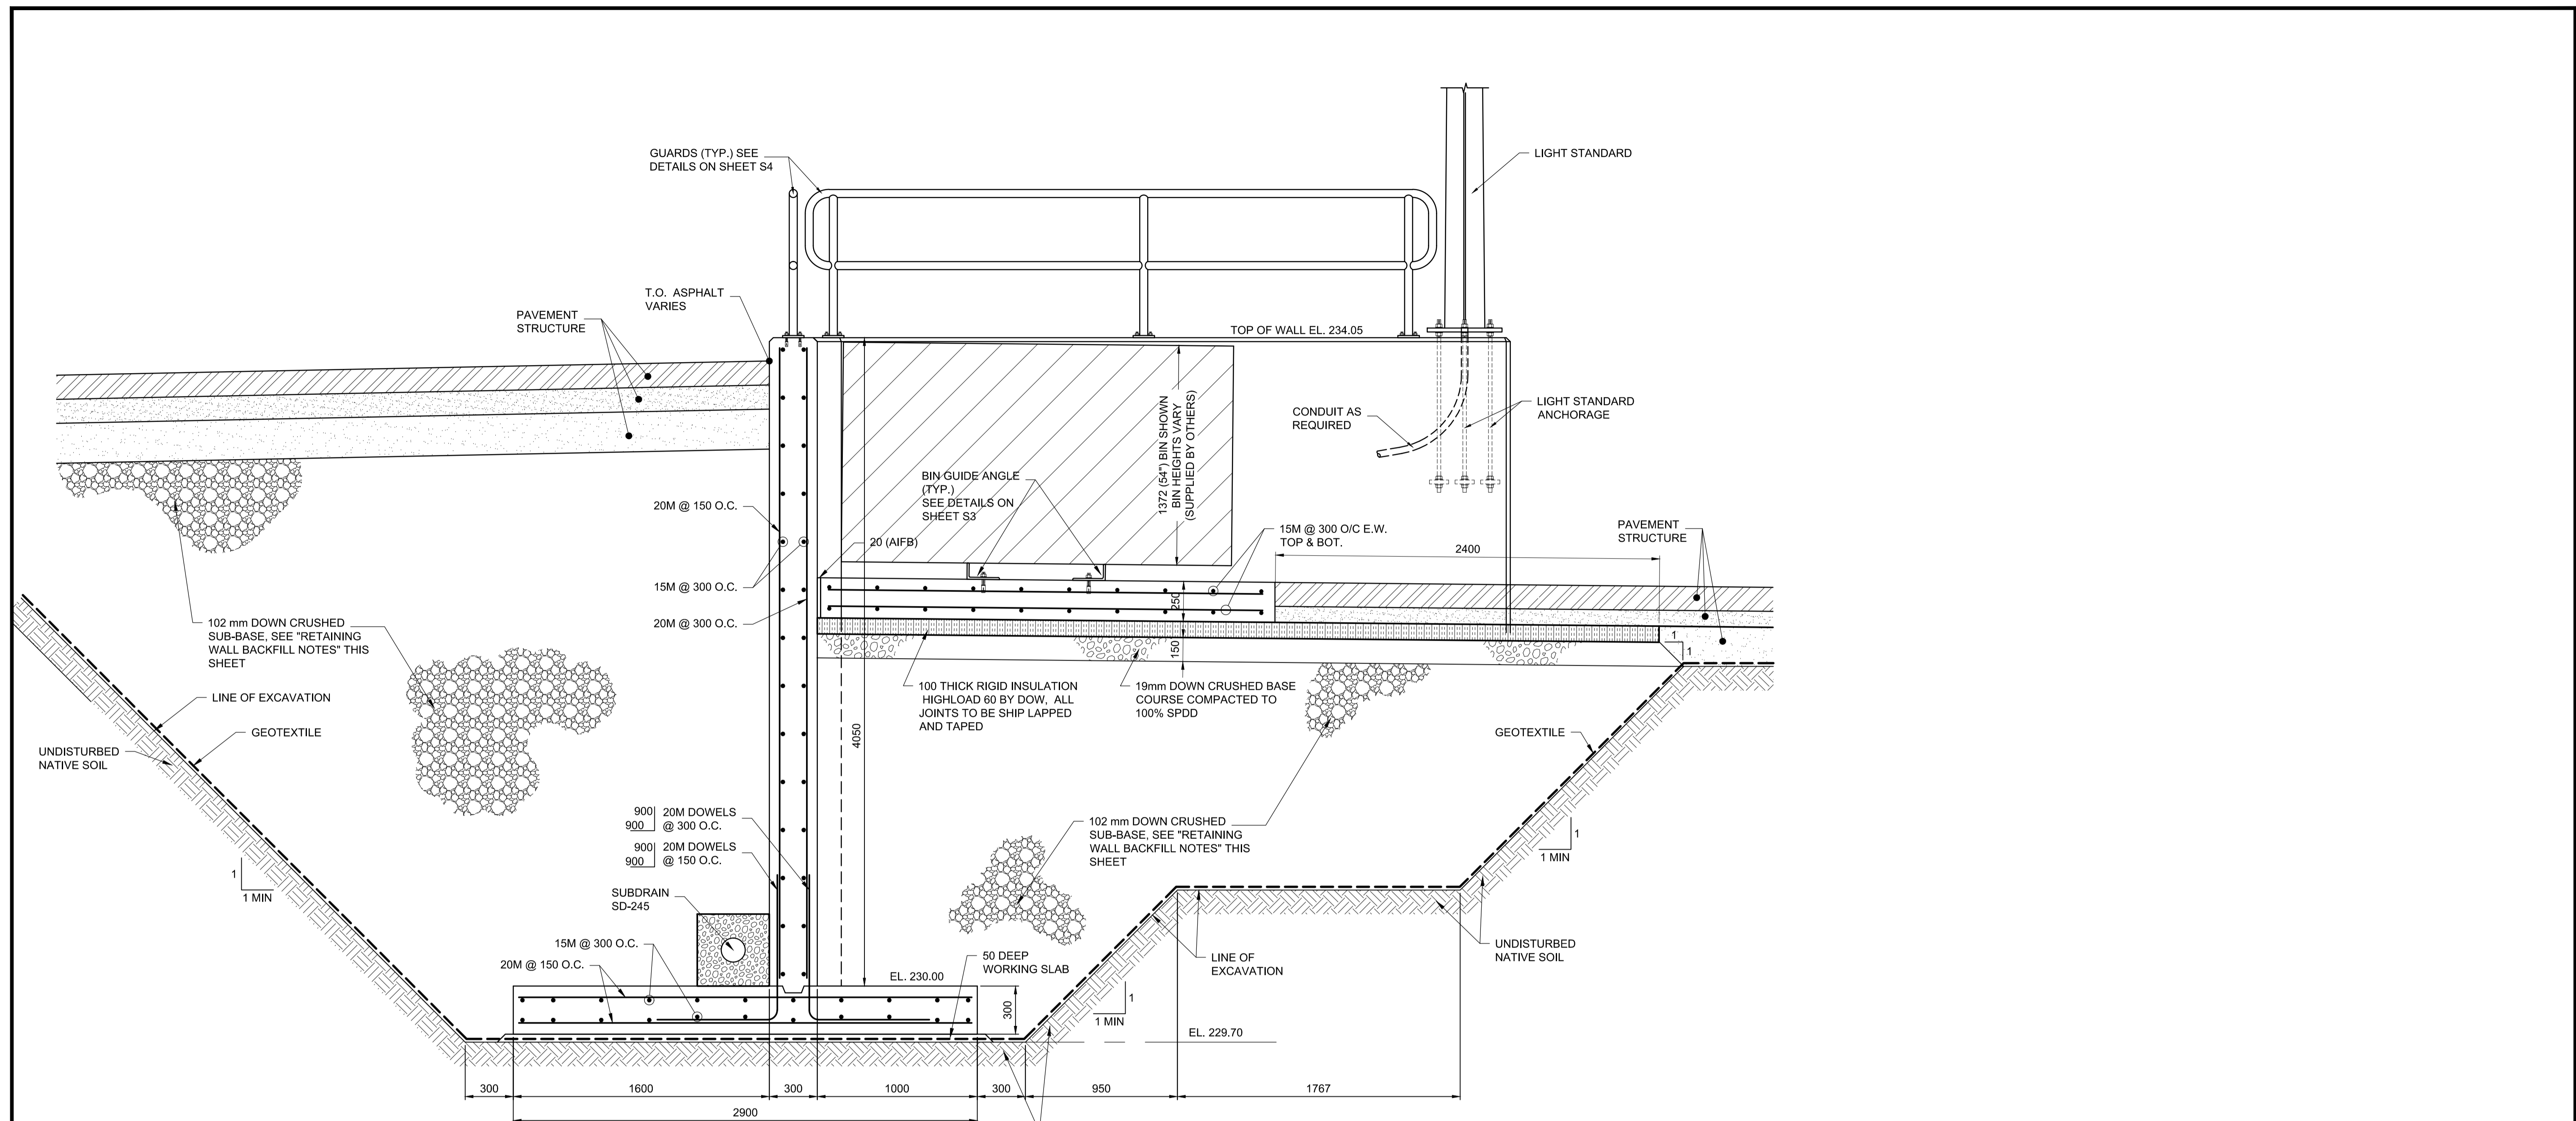 GUARDS (TYP.) SEE
DETAILS ON SHEET S4
LIGHT STANDARD
T.O. ASPHALT
VARIES
PAVEMENT
STRUCTURE
TOP OF WALL EL. 234.05
1372 (54") BIN SHOWN
BIN HEIGHTS VARY
(SUPPLIED BY OTHERS)
CONDUIT AS
REQUIRED
LIGHT STANDARD
ANCHORAGE
BIN GUIDE ANGLE
(TYP.)
SEE DETAILS ON
SHEET S3
20M @ 150 O.C.
20 (AIFB)
15M @ 300 O/C E.W.
TOP & BOT.
PAVEMENT
STRUCTURE
2400
15M @ 300 O.C.
250
20M @ 300 O.C.
102 mm DOWN CRUSHED
SUB-BASE, SEE "RETAINING
WALL BACKFILL NOTES" THIS
SHEET
150
1
1
LINE OF EXCAVATION
GEOTEXTILE
UNDISTURBED
NATIVE SOIL
100 THICK RIGID INSULATION
HIGHLOAD 60 BY DOW, ALL
JOINTS TO BE SHIP LAPPED
AND TAPED
19mm DOWN CRUSHED BASE
COURSE COMPACTED TO
100% SPDD
4050
GEOTEXTILE
900 20M DOWELS
900 @ 300 O.C.
900 20M DOWELS
900 @ 150 O.C.
102 mm DOWN CRUSHED
SUB-BASE, SEE "RETAINING
WALL BACKFILL NOTES" THIS
SHEET
1
1 MIN
1
1 MIN
SUBDRAIN
SD-245
15M @ 300 O.C.
20M @ 150 O.C.
EL. 230.00
50 DEEP
WORKING SLAB
LINE OF
EXCAVATION
UNDISTURBED
NATIVE SOIL
300
1
1 MIN
EL. 229.70
300
1600
300
1000
300
950
1767
2900